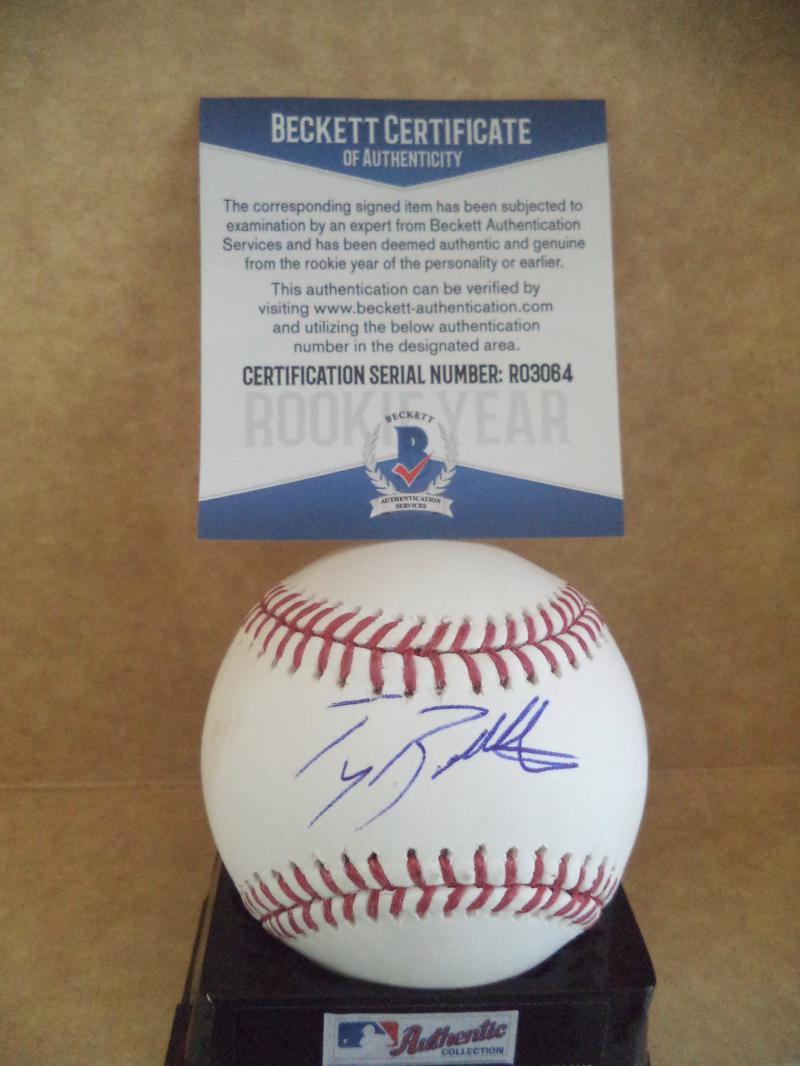 BECKETT CERTIFICATE
OF AUTHENTICITY
The corresponding signed item has been subjected to
examination by an expert from Beckett Authentication
Services and has been deemed authentic and genuine
from the rookie year of the personality or earlier.
This authentication can be verified by
visiting www.beckett-authentication.com
and utilizing the below authentication
number in the designated area.
CERTIFICATION SERIAL NUMBER: R03064
ROOKIE YEAR
BECKETT
B
AUTHENTICATION
SERVICES
Ty
Authentic
COLLECTION